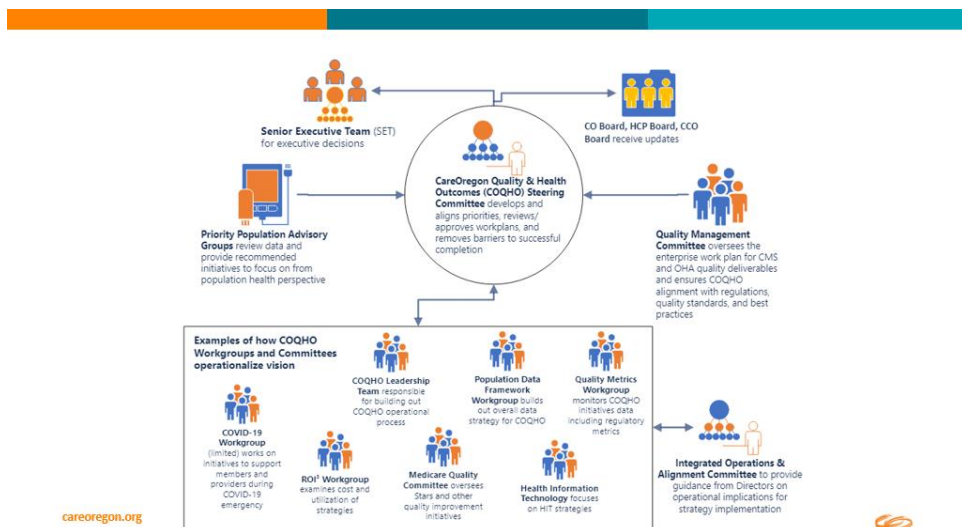 Senior Executive Team (SET)
for executive decisions
CO Board, HCP Board, CCO
Board receive updates
CareOregon Quality & Health
Outcomes (COQHO) Steering
Committee develops and
aligns priorities, reviews/
approves workplans, and
removes barriers to successful
completion
Priority Population Advisory
Groups review data and
provide recommended
initiatives to focus on from
population health perspective
Quality Management
Committee oversees the
enterprise work plan for CMS
and OHA quality deliverables
and ensures COQHO
alignment with regulations,
quality standards, and best
practices
Examples of how COQHO
Workgroups and Committees
operationalize vision
COQHO Leadership
Team responsible
for building out
COQHO operational
process
Population Data
Framework
Workgroup builds
out overall data
strategy for COQHO
Quality Metrics
Workgroup
monitors COQHO
initiatives data
including regulatory
metrics
COVID-19
Workgroup
(limited) works on
initiatives to support
members and
providers during
COVID-19
emergency
ROI³ Workgroup
examines cost and
utilization of
strategies
Medicare Quality
Committee oversees
Stars and other
quality improvement
initiatives
Health Information
Technology focuses
on HIT strategies
Integrated Operations &
Alignment Committee to provide
guidance from Directors on
operational implications for
strategy implementation
careoregon.org